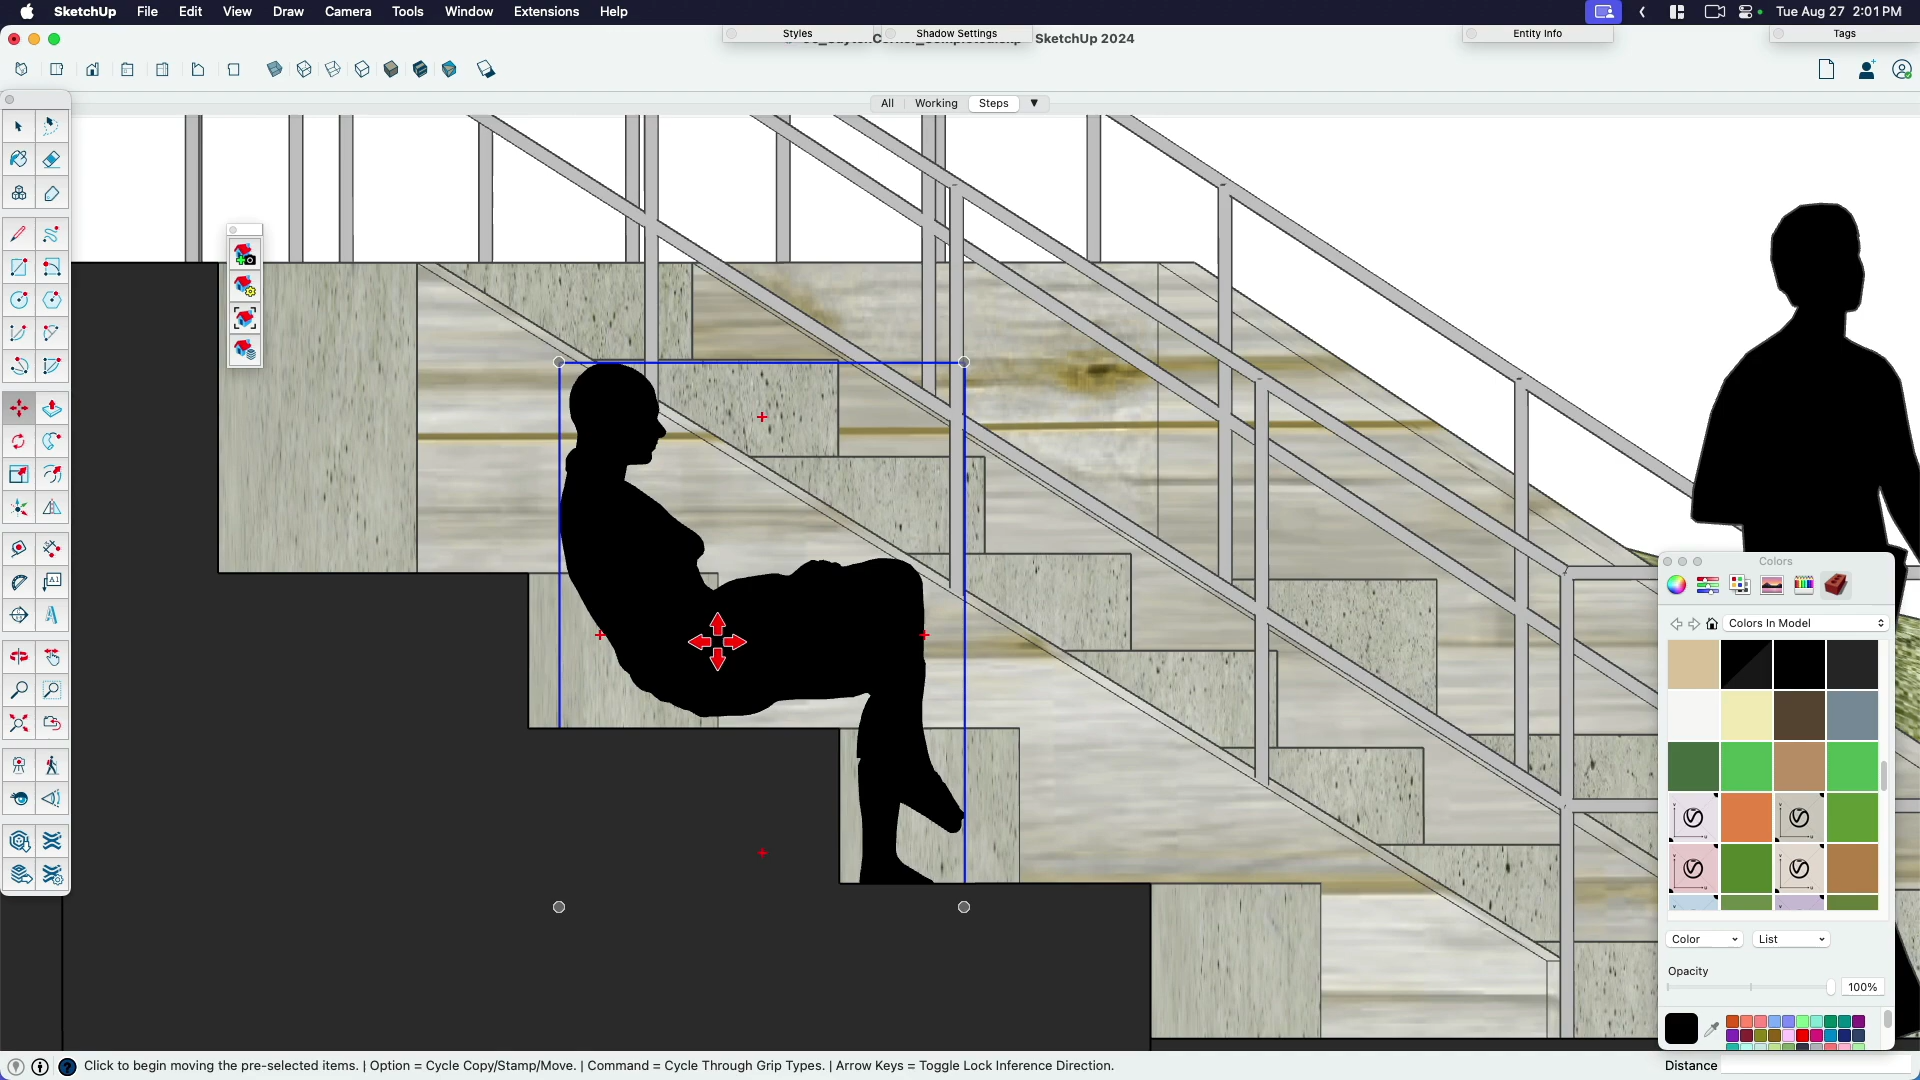 SketchUp File Edit View Draw Camera Tools Window Extensions Help
Tue Aug 27 2:01 PM
Styles
Shadow Settings
SketchUp 2024
Entity Info
Tags
All Working Steps
Colors
Colors In Model
Color
List
Opacity
100%
Click to begin moving the pre-selected items. | Option = Cycle Copy/Stamp/Move. | Command = Cycle Through Grip Types. | Arrow Keys = Toggle Lock Inference Direction.
Distance